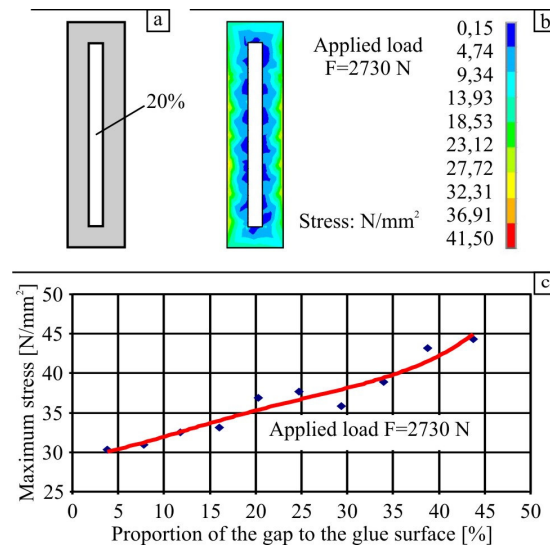 a
20%
b
Applied load
F=2730 N
Stress: N/mm²
0,15
4,74
9,34
13,93
18,53
23,12
27,72
32,31
36,91
41,50
c
Maximum stress [N/mm²]
50
45
40
35
30
25
Applied load F=2730 N
0 5 10 15 20 25 30 35 40 45 50
Proportion of the gap to the glue surface [%]